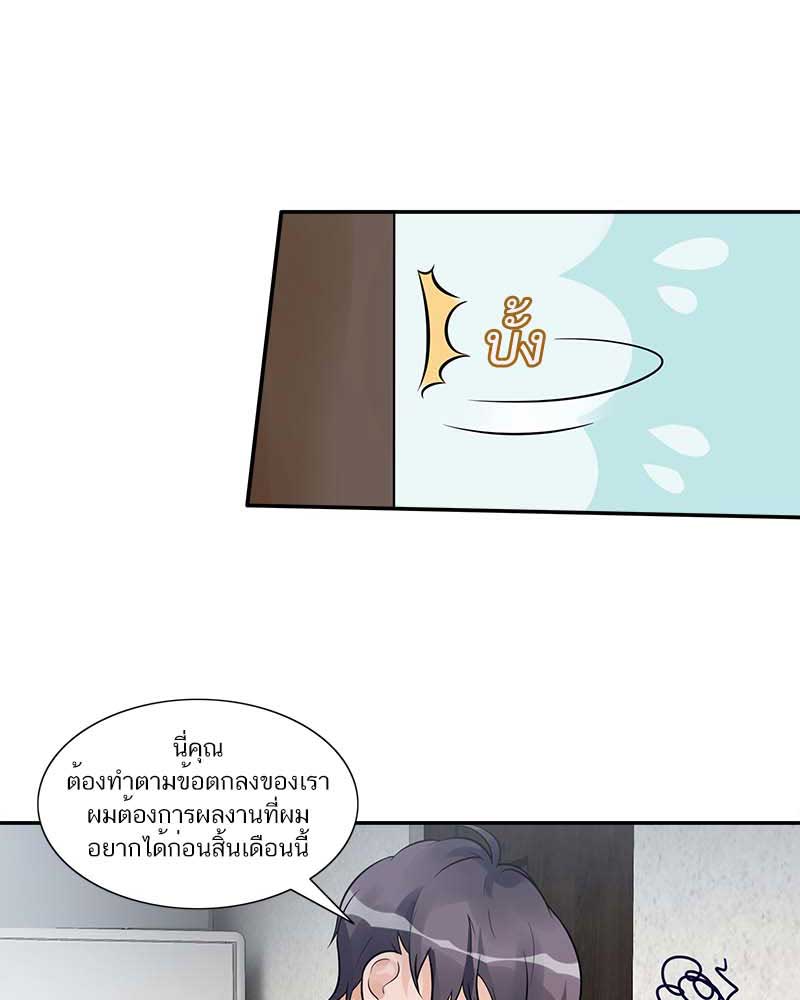 ปั้ง
นี่คุณ
ต้องทำตามข้อตกลงของเรา
ผมต้องการผลงานที่ผม
อยากได้ก่อนสิ้นเดือนนี้